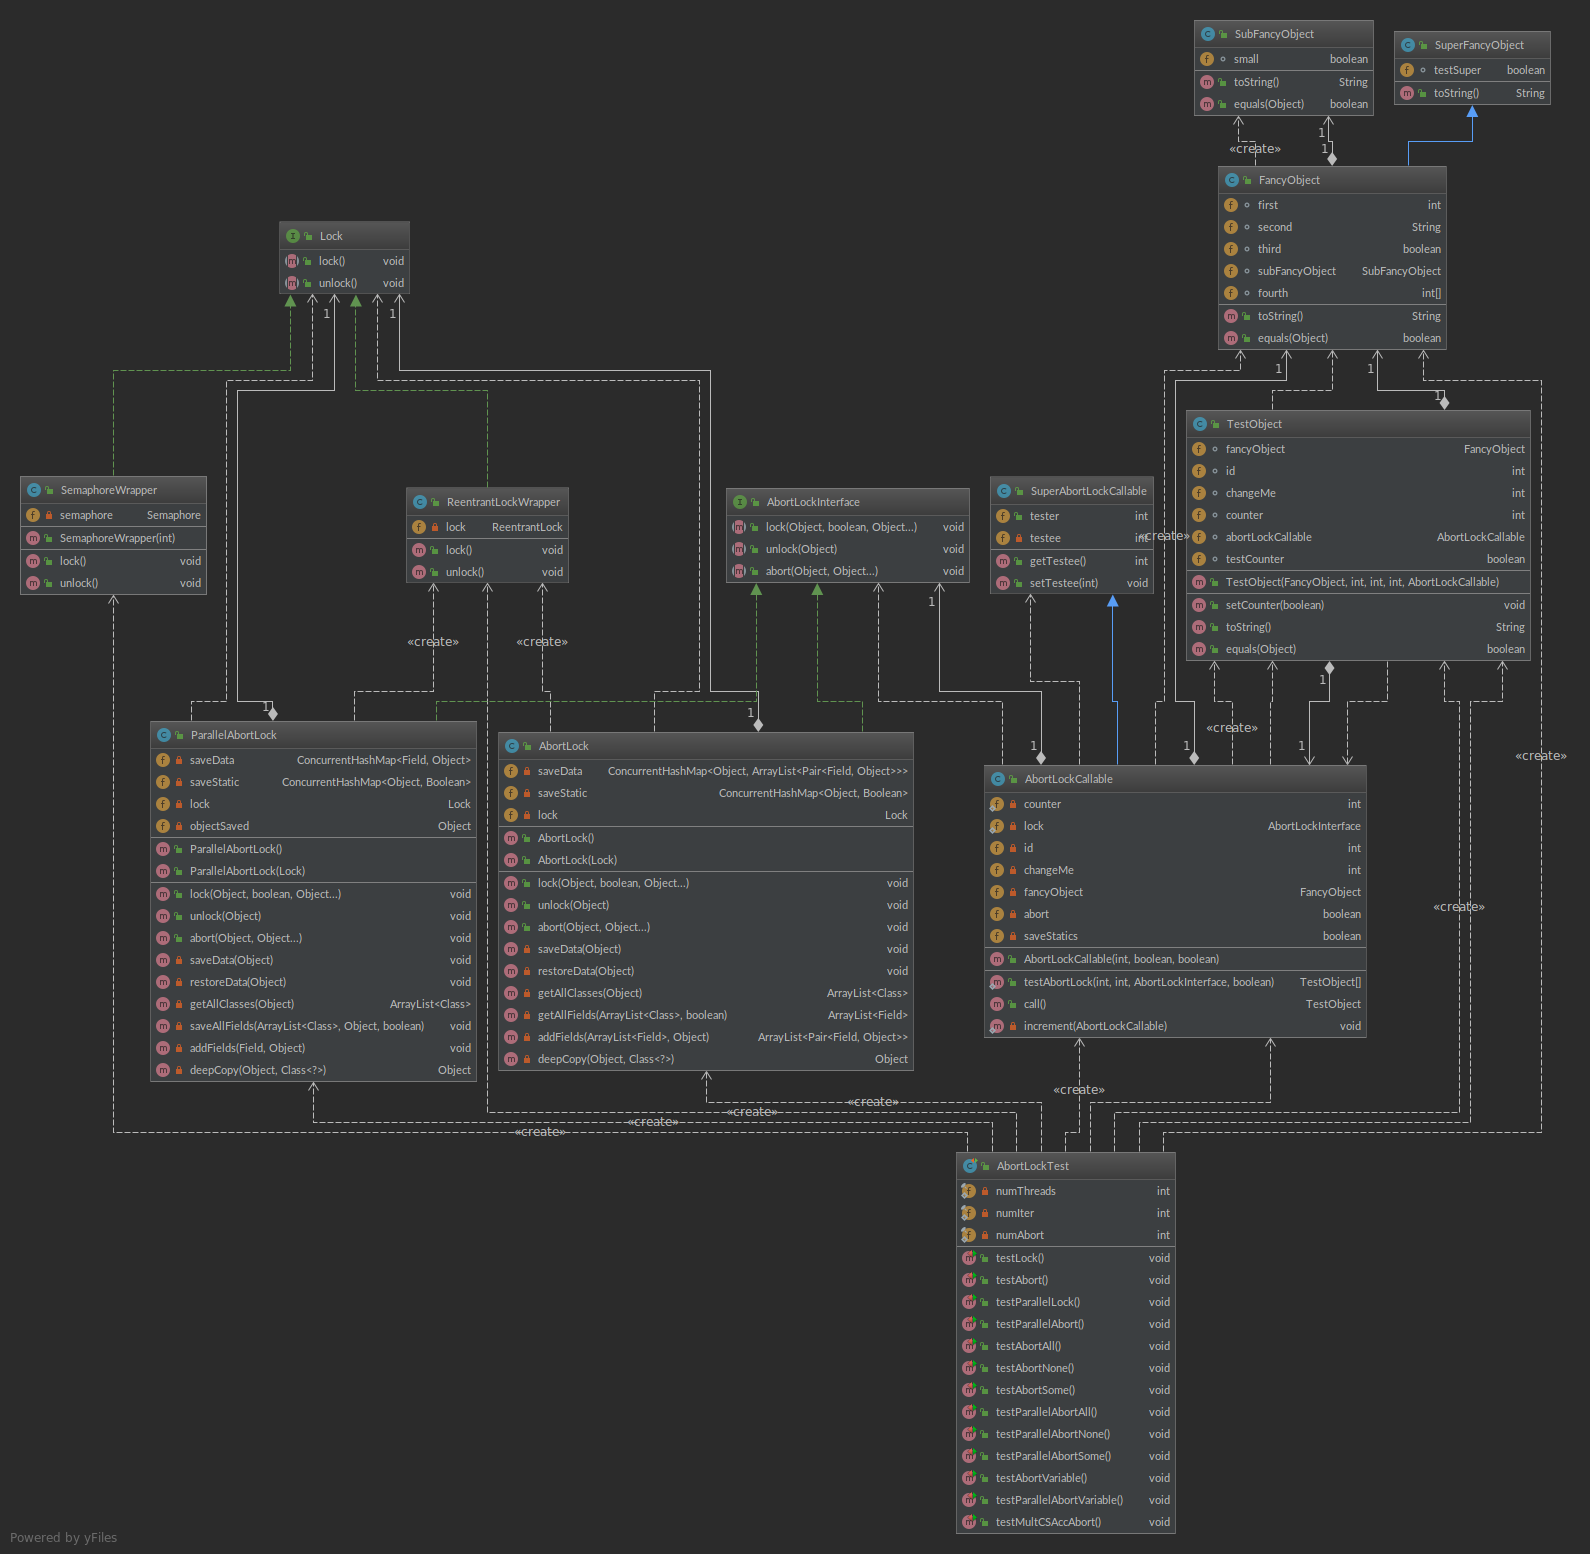 SubFancyObject
small boolean
toString() String
equals(Object) boolean
SuperFancyObject
testSuper boolean
toString() String
1
1
«create»
FancyObject
first int
second String
third boolean
subFancyObject SubFancyObject
fourth int[]
toString() String
equals(Object) boolean
Lock
lock() void
unlock() void
1
1
1
1
1
TestObject
fancyObject FancyObject
id int
changeMe int
counter int
abortLockCallable AbortLockCallable
testCounter boolean
TestObject(FancyObject, int, int, int, AbortLockCallable)
setCounter(boolean) void
toString() String
equals(Object) boolean
SemaphoreWrapper
semaphore Semaphore
SemaphoreWrapper(int)
lock() void
unlock() void
ReentrantLockWrapper
lock ReentrantLock
lock() void
unlock() void
AbortLockInterface
lock(Object, boolean, Object...) void
unlock(Object) void
abort(Object, Object...) void
SuperAbortLockCallable
tester int
testee int
getTestee() int
setTestee(int) void
«create»
1
«create»
«create»
1
1
1
«create»
1
1
1
«create»
ParallelAbortLock
saveData ConcurrentHashMap<Field, Object>
saveStatic ConcurrentHashMap<Object, Boolean>
lock Lock
objectSaved Object
ParallelAbortLock()
ParallelAbortLock(Lock)
lock(Object, boolean, Object...) void
unlock(Object) void
abort(Object, Object...) void
saveData(Object) void
restoreData(Object) void
getAllClasses(Object) ArrayList<Class>
saveAllFields(ArrayList<Class>, Object, boolean) void
addFields(Field, Object) void
deepCopy(Object, Class<?>) Object
AbortLock
saveData ConcurrentHashMap<Object, ArrayList<Pair<Field, Object>>>
saveStatic ConcurrentHashMap<Object, Boolean>
lock Lock
AbortLock()
AbortLock(Lock)
lock(Object, boolean, Object...) void
unlock(Object) void
abort(Object, Object...) void
saveData(Object) void
restoreData(Object) void
getAllClasses(Object) ArrayList<Class>
getAllFields(ArrayList<Class>, boolean) ArrayList<Field>
addFields(ArrayList<Field>, Object) ArrayList<Pair<Field, Object>>
deepCopy(Object, Class<?>) Object
AbortLockCallable
counter int
lock AbortLockInterface
id int
changeMe int
fancyObject FancyObject
abort boolean
saveStatics boolean
AbortLockCallable(int, boolean, boolean)
testAbortLock(int, int, AbortLockInterface, boolean) TestObject[]
call() TestObject
increment(AbortLockCallable) void
«create»
«create»
«create»
«create»
«create»
«create»
AbortLockTest
numThreads int
numIter int
numAbort int
testLock() void
testAbort() void
testParallelLock() void
testParallelAbort() void
testAbortAll() void
testAbortNone() void
testAbortSome() void
testParallelAbortAll() void
testParallelAbortNone() void
testParallelAbortSome() void
testAbortVariable() void
testParallelAbortVariable() void
testMultCSAccAbort() void
Powered by yFiles